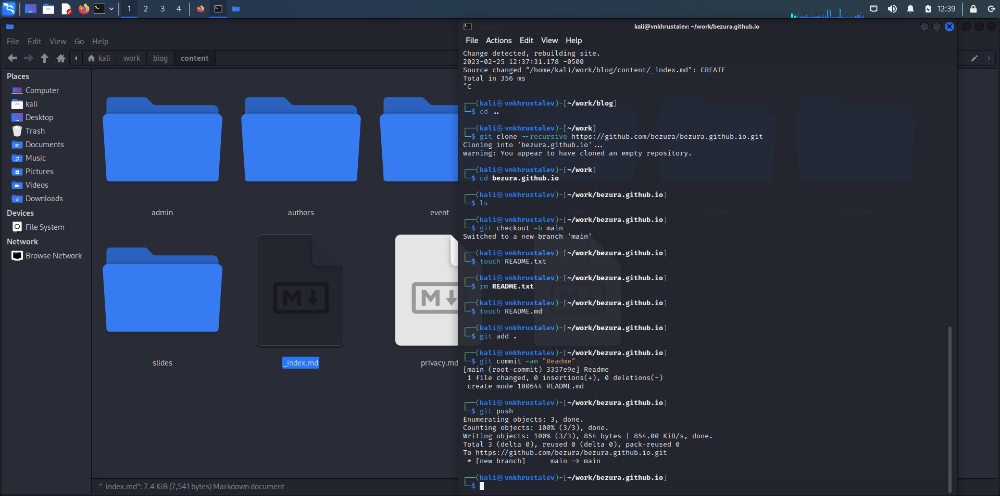 1 2 3 4
12:39
File Edit View Go Help
kali work blog content
Places
Computer
kali
Desktop
Trash
Documents
Music
Pictures
Videos
Downloads
Devices
File System
Network
Browse Network
admin
authors
event
post
project
publication
slides
_index.md
privacy.md
"_index.md": 7.4 KiB (7,541 bytes) Markdown document
kali@vnkhrustalev: ~/work/bezura.github.io
File Actions Edit View Help
Change detected, rebuilding site.
2023-02-25 12:37:31.178 -0500
Source changed "/home/kali/work/blog/content/_index.md": CREATE
Total in 356 ms
^C
┌──(kali㉿vnkhrustalev)-[~/work/blog]
└─$ cd ..
┌──(kali㉿vnkhrustalev)-[~/work]
└─$ git clone --recursive https://github.com/bezura/bezura.github.io.git
Cloning into 'bezura.github.io'...
warning: You appear to have cloned an empty repository.
┌──(kali㉿vnkhrustalev)-[~/work]
└─$ cd bezura.github.io
┌──(kali㉿vnkhrustalev)-[~/work/bezura.github.io]
└─$ ls
┌──(kali㉿vnkhrustalev)-[~/work/bezura.github.io]
└─$ git checkout -b main
Switched to a new branch 'main'
┌──(kali㉿vnkhrustalev)-[~/work/bezura.github.io]
└─$ touch README.txt
┌──(kali㉿vnkhrustalev)-[~/work/bezura.github.io]
└─$ rm README.txt
┌──(kali㉿vnkhrustalev)-[~/work/bezura.github.io]
└─$ touch README.md
┌──(kali㉿vnkhrustalev)-[~/work/bezura.github.io]
└─$ git add .
┌──(kali㉿vnkhrustalev)-[~/work/bezura.github.io]
└─$ git commit -am "Readme"
[main (root-commit) 3357e9e] Readme
1 file changed, 0 insertions(+), 0 deletions(-)
create mode 100644 README.md
┌──(kali㉿vnkhrustalev)-[~/work/bezura.github.io]
└─$ git push
Enumerating objects: 3, done.
Counting objects: 100% (3/3), done.
Writing objects: 100% (3/3), 854 bytes | 854.00 KiB/s, done.
Total 3 (delta 0), reused 0 (delta 0), pack-reused 0
To https://github.com/bezura/bezura.github.io.git
* [new branch] main -> main
┌──(kali㉿vnkhrustalev)-[~/work/bezura.github.io]
└─$